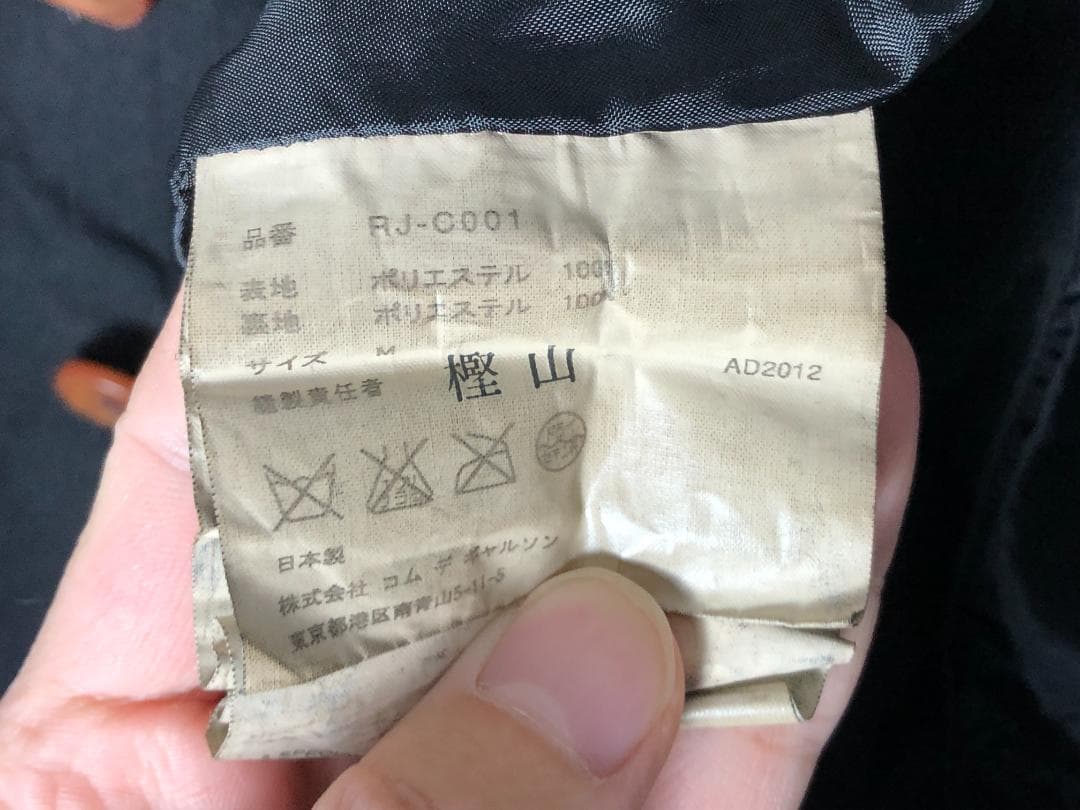 品番 RJ-C001
表地 ポリエステル 100%
裏地 ポリエステル 100%
サイズ M
縫製責任者 樫山
AD2012
日本製
株式会社 コム デ ギャルソン
東京都港区南青山5-11-5